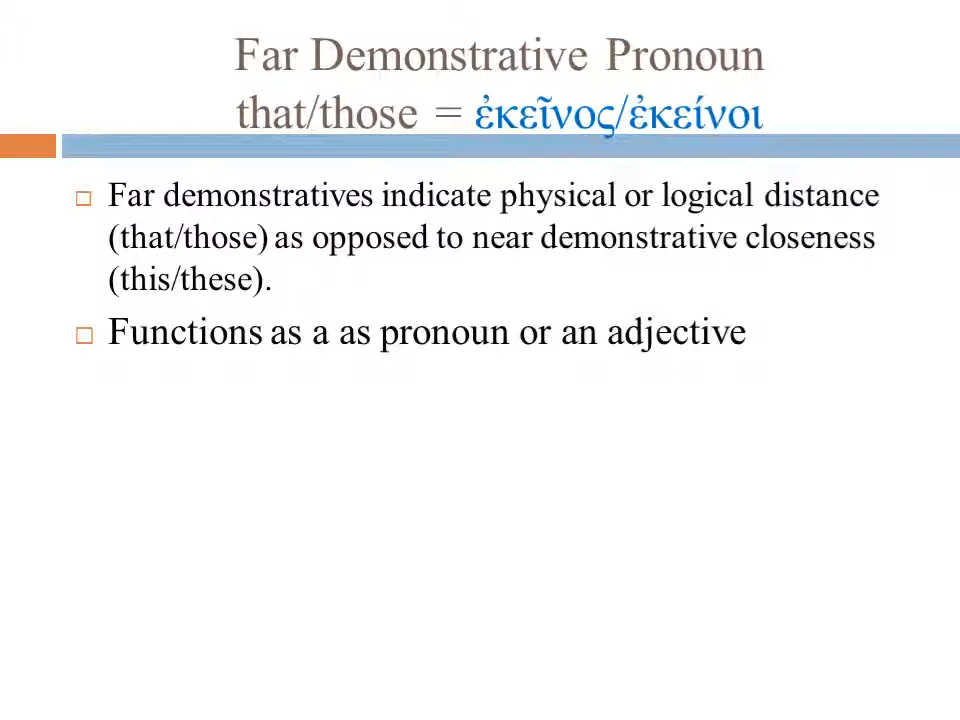 Far Demonstrative Pronoun
that/those = ἐκεῖνος/ἐκείνοι
Far demonstratives indicate physical or logical distance
(that/those) as opposed to near demonstrative closeness
(this/these).
Functions as a as pronoun or an adjective